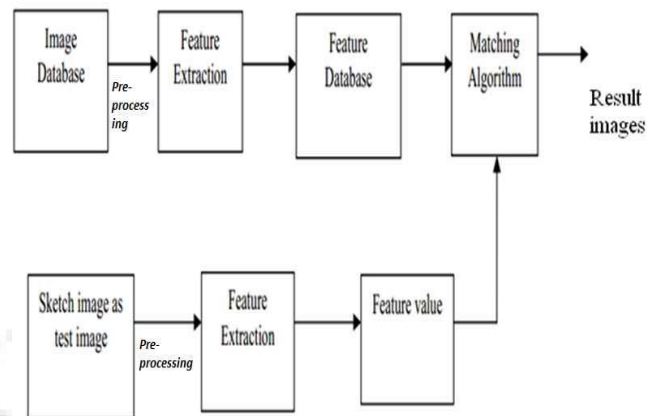 Image
Database
Pre-
process
ing
Feature
Extraction
Feature
Database
Matching
Algorithm
Result
images
Sketch image as
test image
Pre-
processing
Feature
Extraction
Feature value